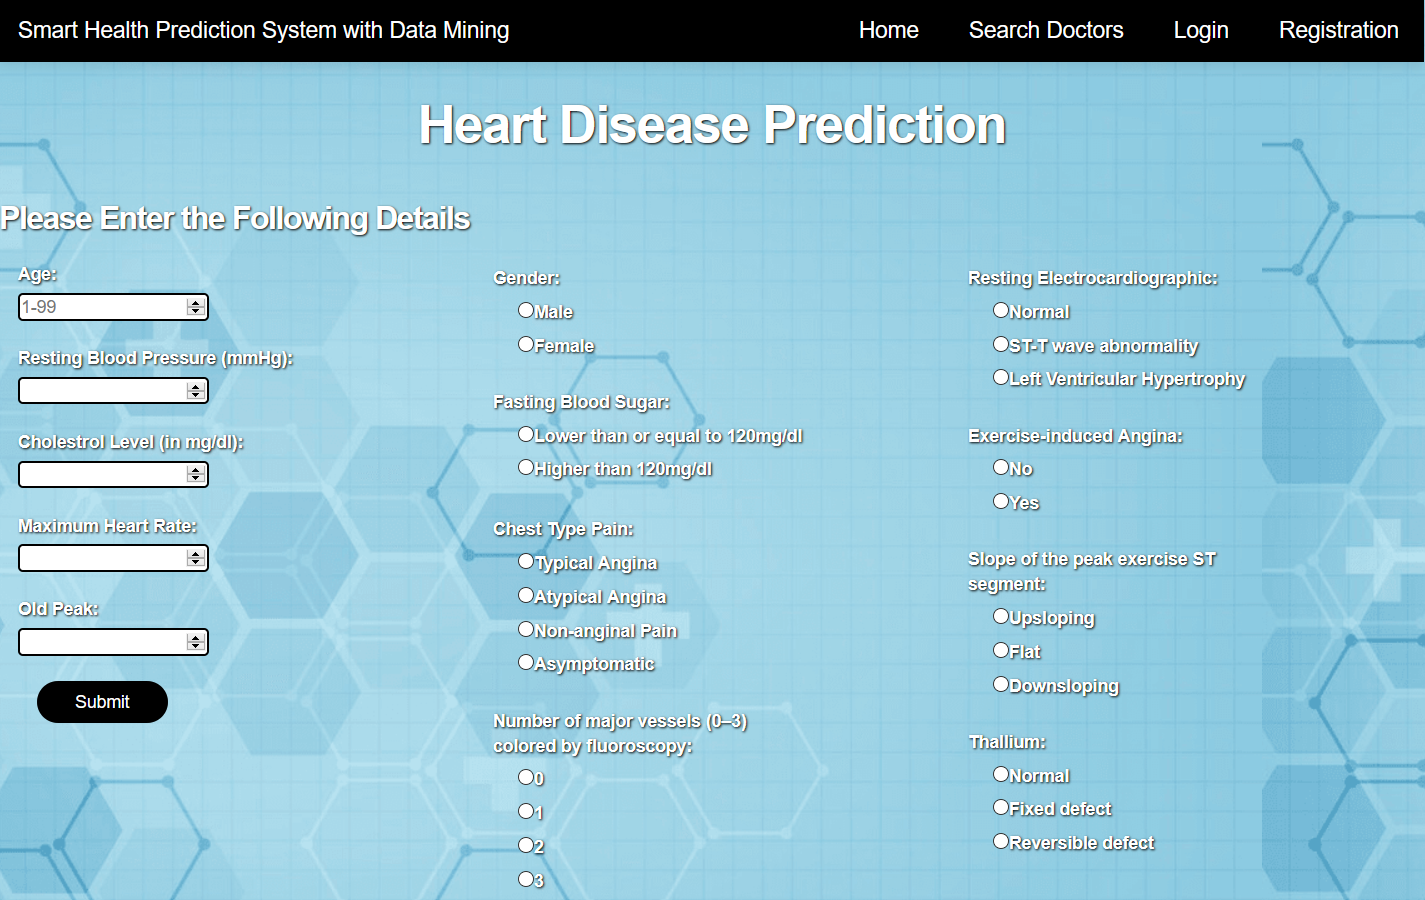 Smart Health Prediction System with Data Mining
Home
Search Doctors
Login
Registration
Heart Disease Prediction
Please Enter the Following Details
Age:
1-99
Resting Blood Pressure (mmHg):
Cholestrol Level (in mg/dl):
Maximum Heart Rate:
Old Peak:
Submit
Gender:
Male
Female
Fasting Blood Sugar:
Lower than or equal to 120mg/dl
Higher than 120mg/dl
Chest Type Pain:
Typical Angina
Atypical Angina
Non-anginal Pain
Asymptomatic
Number of major vessels (0–3)
colored by fluoroscopy:
0
1
2
3
Resting Electrocardiographic:
Normal
ST-T wave abnormality
Left Ventricular Hypertrophy
Exercise-induced Angina:
No
Yes
Slope of the peak exercise ST
segment:
Upsloping
Flat
Downsloping
Thallium:
Normal
Fixed defect
Reversible defect